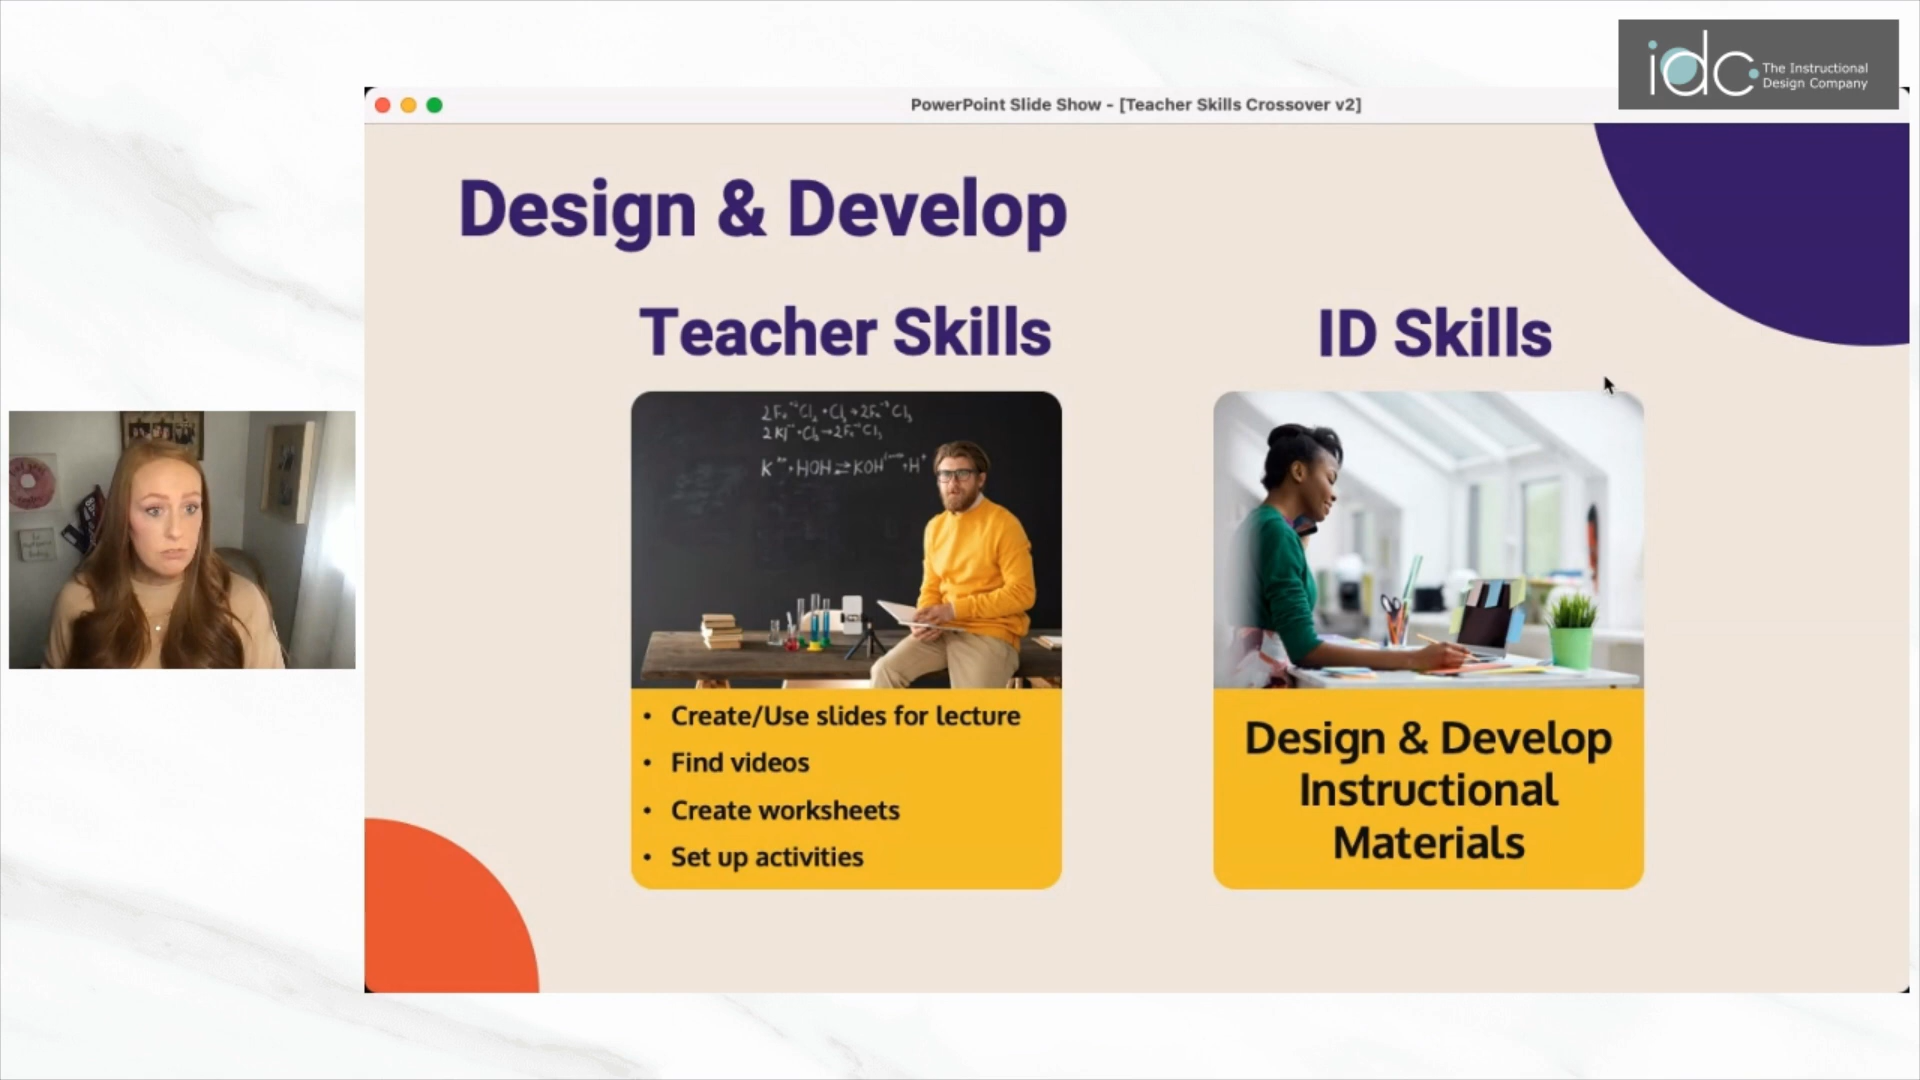 idc The Instructional
Design Company
PowerPoint Slide Show - [Teacher Skills Crossover v2]
Design & Develop
Teacher Skills
ID Skills
• Create/Use slides for lecture
• Find videos
• Create worksheets
• Set up activities
Design & Develop
Instructional
Materials